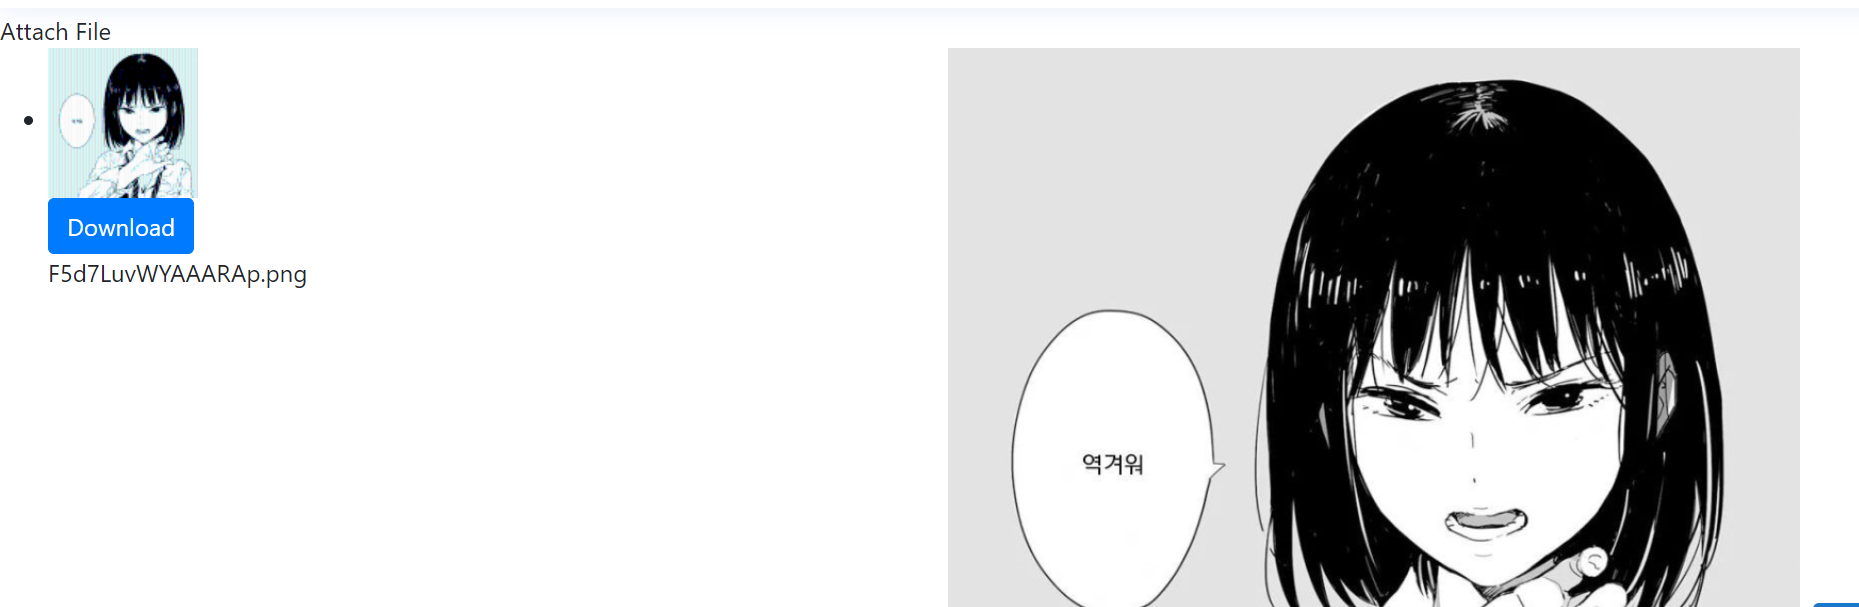 Attach File
Download
F5d7LuvWYAAARAp.png
역겨워